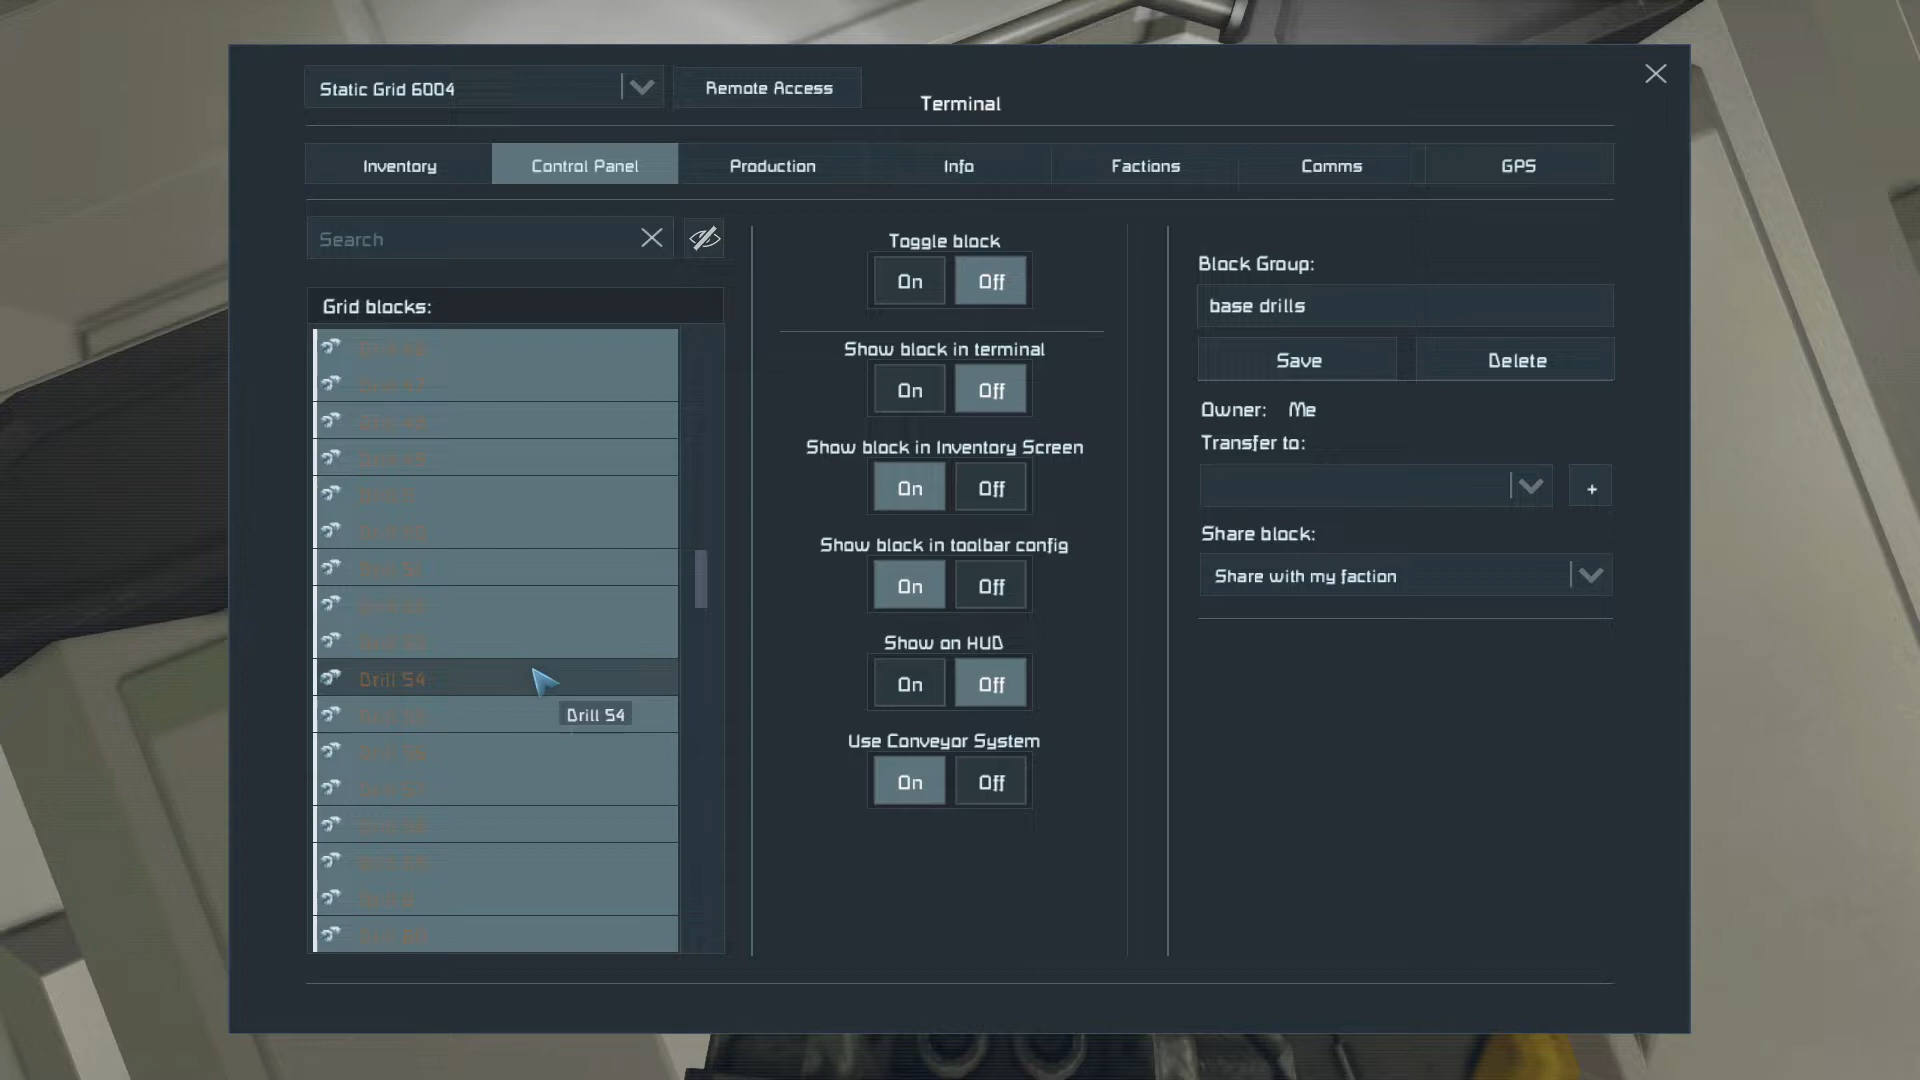 Static Grid 6004
Remote Access
Terminal
Inventory
Control Panel
Production
Info
Factions
Comms
GPS
Search
Grid blocks:
Drill 54
Drill 54
Toggle block
On
Off
Show block in terminal
On
Off
Show block in Inventory Screen
On
Off
Show block in toolbar config
On
Off
Show on HUD
On
Off
Use Conveyor System
On
Off
Block Group:
base drills
Save
Delete
Owner: Me
Transfer to:
+
Share block:
Share with my faction